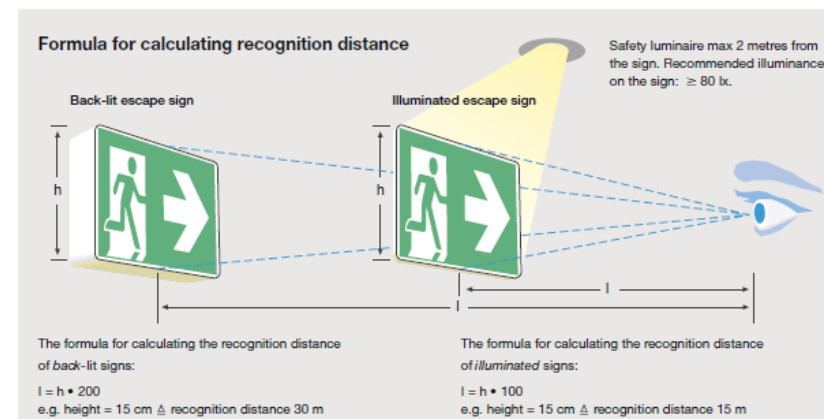 Formula for calculating recognition distance
Safety luminaire max 2 metres from
the sign. Recommended illuminance
on the sign: ≥ 80 lx.
Back-lit escape sign
Illuminated escape sign
h
h
l
l
The formula for calculating the recognition distance
of back-lit signs:
l = h • 200
e.g. height = 15 cm ≙ recognition distance 30 m
The formula for calculating the recognition distance
of illuminated signs:
l = h • 100
e.g. height = 15 cm ≙ recognition distance 15 m